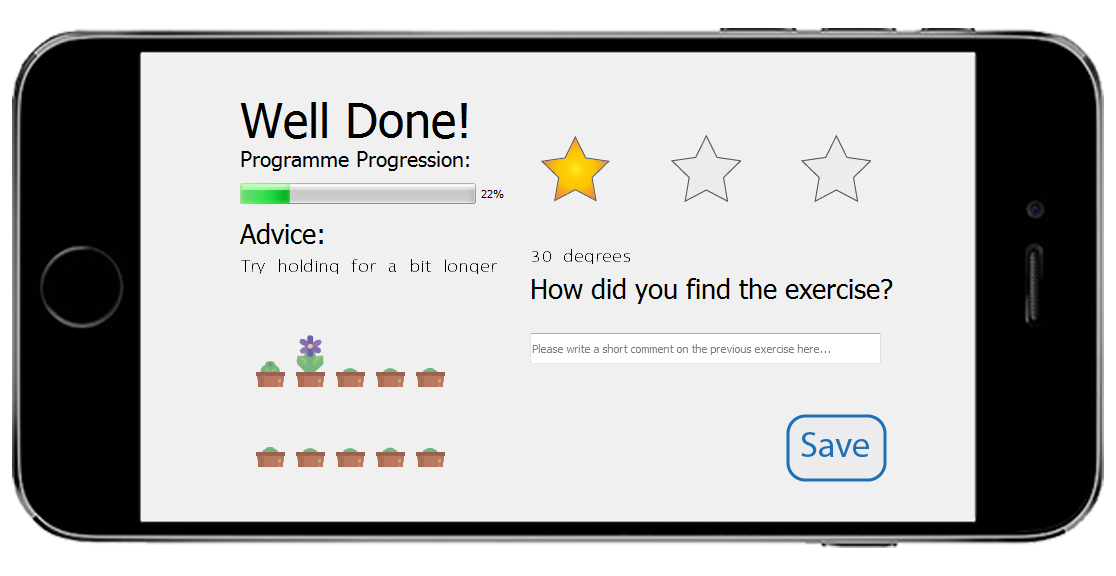 Well Done!
Programme Progression:
22%
Advice:
Try holding for a bit longer
30 degrees
How did you find the exercise?
Please write a short comment on the previous exercise here...
Save